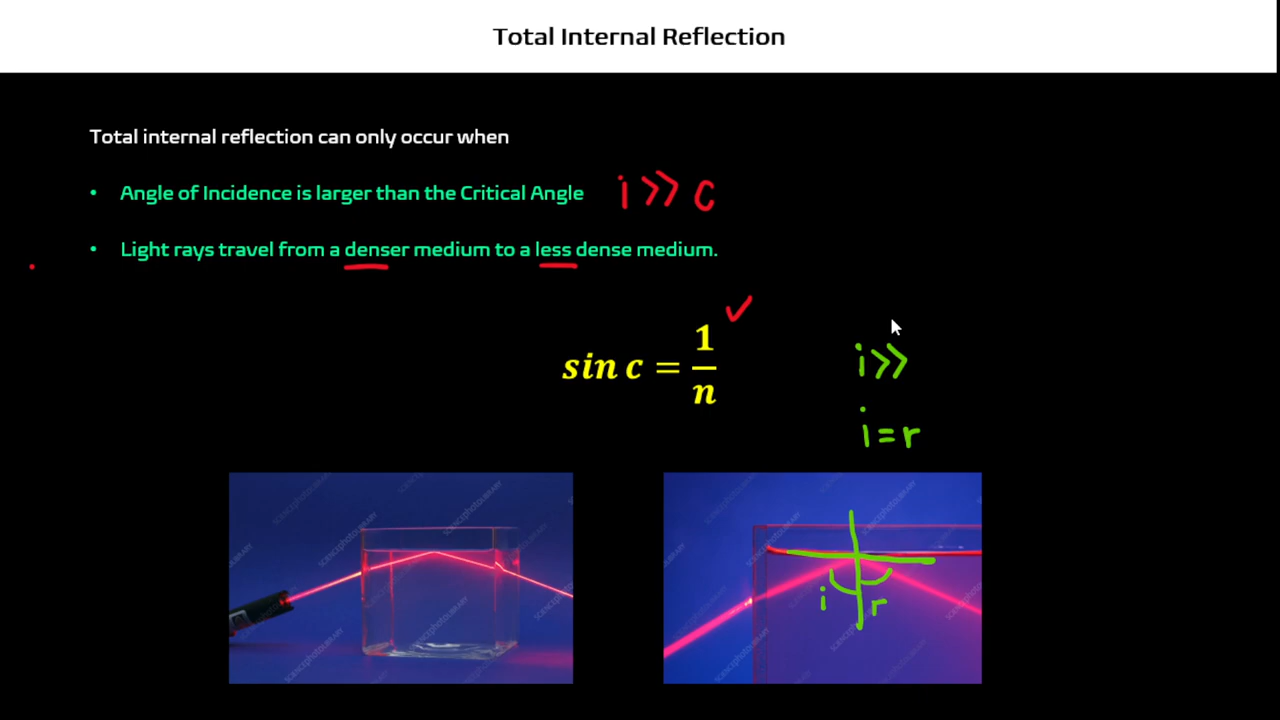 Total Internal Reflection
Total internal reflection can only occur when
• Angle of Incidence is larger than the Critical Angle i >> c
• Light rays travel from a denser medium to a less dense medium.
sin c = 1/n ✓
i >>
i = r
i r
SCIENCEPHOTOLIBRARY